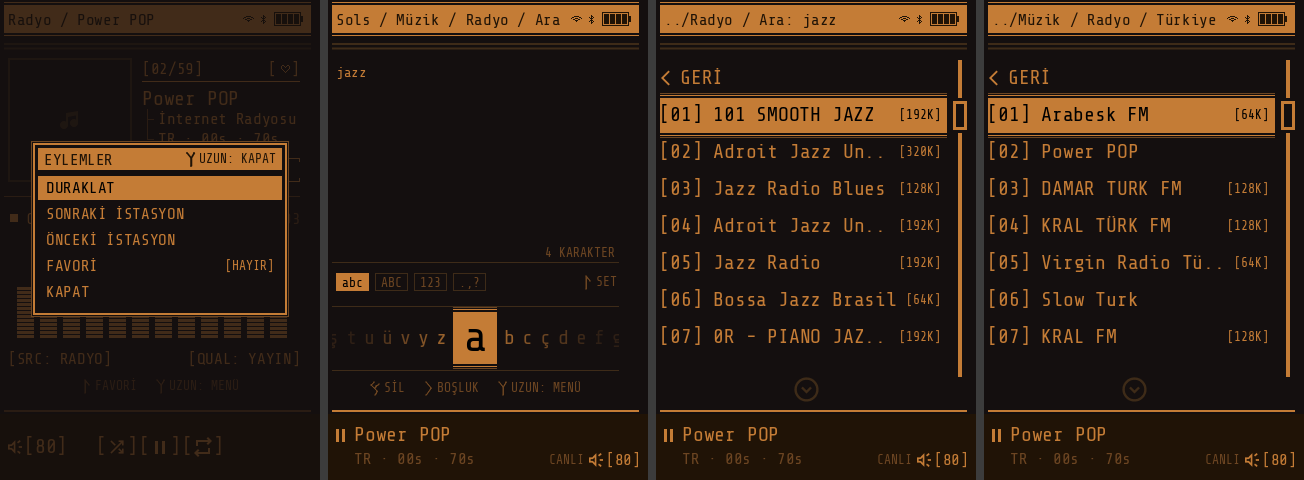 Radyo / Power POP
[02/59]
[♡]
Power POP
İnternet Radyosu
TR · 00s · 70s
EYLEMLER
UZUN: KAPAT
DURAKLAT
SONRAKİ İSTASYON
ÖNCEKİ İSTASYON
FAVORİ [HAYIR]
KAPAT
[SRC: RADYO] [QUAL: YAYIN]
FAVORİ UZUN: MENÜ
[80]
Sols / Müzik / Radyo / Ara
jazz
4 KARAKTER
abc ABC 123 .,? SET
ş t u ü v y z a b c ç d e f g
SİL BOŞLUK UZUN: MENÜ
Power POP
TR · 00s · 70s CANLI [80]
../Radyo / Ara: jazz
GERİ
[01] 101 SMOOTH JAZZ [192K]
[02] Adroit Jazz Un.. [320K]
[03] Jazz Radio Blues [128K]
[04] Adroit Jazz Un.. [192K]
[05] Jazz Radio [192K]
[06] Bossa Jazz Brasil [64K]
[07] 0R - PIANO JAZ.. [192K]
Power POP
TR · 00s · 70s CANLI [80]
../Müzik / Radyo / Türkiye
GERİ
[01] Arabesk FM [64K]
[02] Power POP
[03] DAMAR TURK FM [128K]
[04] KRAL TÜRK FM [128K]
[05] Virgin Radio Tü.. [64K]
[06] Slow Turk
[07] KRAL FM [128K]
Power POP
TR · 00s · 70s CANLI [80]